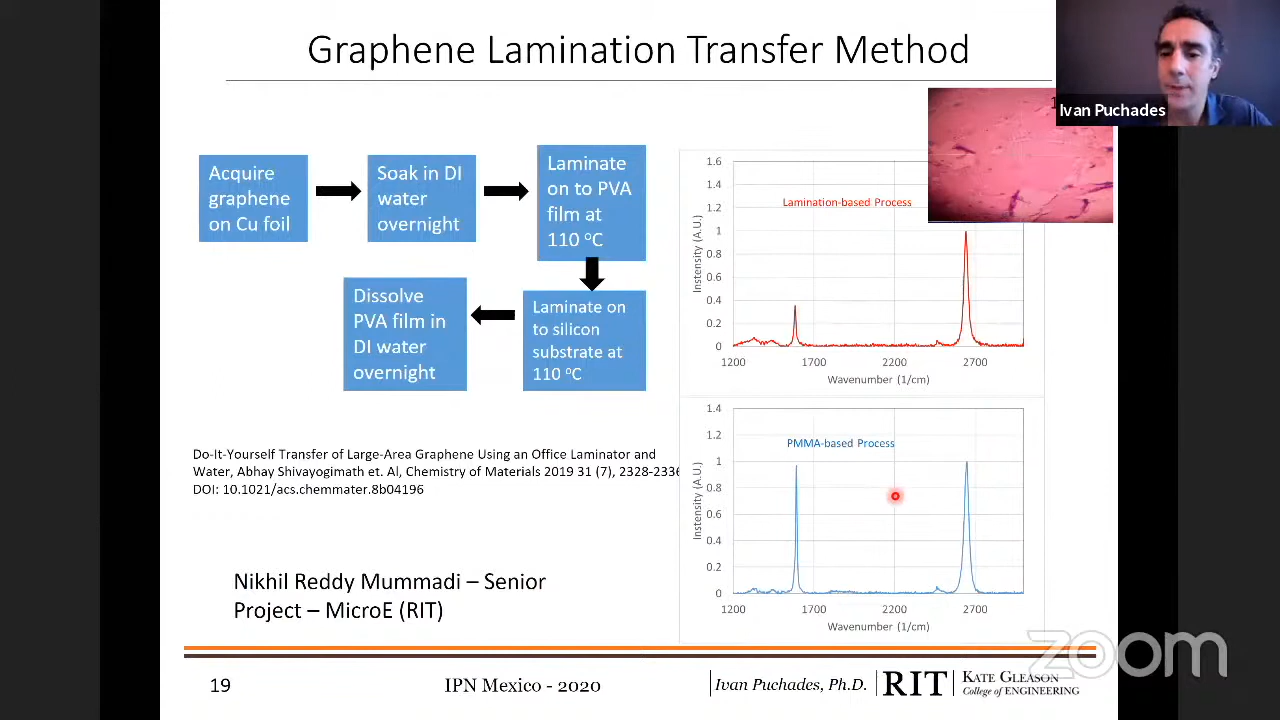 Graphene Lamination Transfer Method
Ivan Puchades
Acquire
graphene
on Cu foil
Soak in DI
water
overnight
Laminate
on to PVA
film at
110 ᵒC
Laminate on
to silicon
substrate at
110 ᵒC
Dissolve
PVA film in
DI water
overnight
Do-It-Yourself Transfer of Large-Area Graphene Using an Office Laminator and
Water, Abhay Shivayogimath et. Al, Chemistry of Materials 2019 31 (7), 2328-2336
DOI: 10.1021/acs.chemmater.8b04196
Nikhil Reddy Mummadi – Senior
Project – MicroE (RIT)
Lamination-based Process
Instensity (A.U.)
1.6
1.4
1.2
1
0.8
0.6
0.4
0.2
0
1200 1700 2200 2700
Wavenumber (1/cm)
PMMA-based Process
Instensity (A.U.)
1.4
1.2
1
0.8
0.6
0.4
0.2
0
1200 1700 2200 2700
Wavenumber (1/cm)
zoom
19
IPN Mexico - 2020
Ivan Puchades, Ph.D.
RIT
KATE GLEASON
College of ENGINEERING